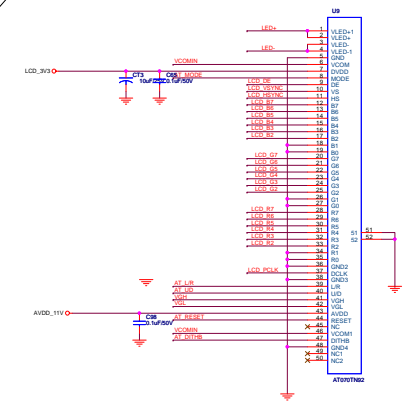 U9
LED+ 1 VLED+1
2 VLED+
LED- 3 VLED-
4 VLED-1
5 GND
VCOMIN 6 VCOM
LCD_3V3 7 DVDD
CT3 10uF/25V C65 0.1uF/50V AT_MODE 8 MODE
LCD_DE 9 DE
LCD_VSYNC 10 VS
LCD_HSYNC 11 HS
LCD_B7 12 B7
LCD_B6 13 B6
LCD_B5 14 B5
LCD_B4 15 B4
LCD_B3 16 B3
LCD_B2 17 B2
18 B1
19 B0
LCD_G7 20 G7
LCD_G6 21 G6
LCD_G5 22 G5
LCD_G4 23 G4
LCD_G3 24 G3
LCD_G2 25 G2
26 G1
27 G0
LCD_R7 28 R7
LCD_R6 29 R6
LCD_R5 30 R5
LCD_R4 31 R4 51 51
LCD_R3 32 R3 52 52
LCD_R2 33 R2
34 R1
35 R0
36 GND2
LCD_PCLK 37 DCLK
38 GND3
AT_L/R 39 L/R
AT_UD 40 U/D
VGH 41 VGH
VGL 42 VGL
AVDD_11V 43 AVDD
C96 0.1uF/50V AT_RESET 44 RESET
45 NC
VCOMIN 46 VCOM1
AT_DITHB 47 DITHB
48 GND4
49 NC1
50 NC2
AT070TN92